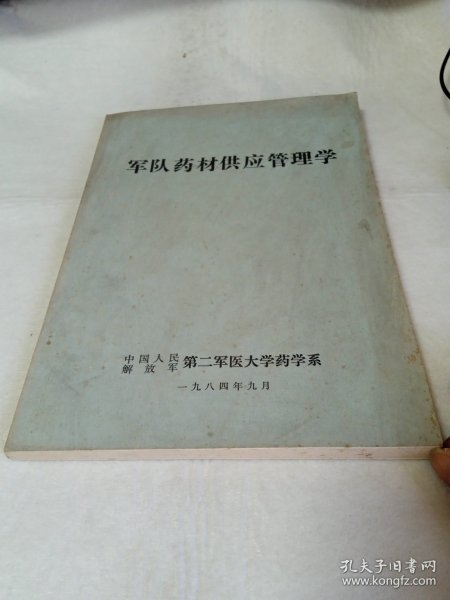 军队药材供应管理学
中国人民
解放军 第二军医大学药学系
一九八四年九月
孔夫子旧书网
www.kongfz.com